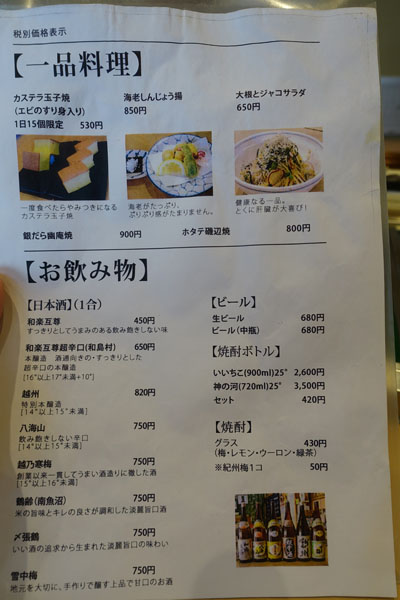 税別価格表示
【一品料理】
カステラ玉子焼
(エビのすり身入り)
1日15個限定 530円
海老しんじょう揚
850円
大根とジャコサラダ
650円
一度食べたらやみつきになる
カステラ玉子焼
海老がたっぷり、
ぷりぷり感がたまりません。
健康なる一品。
とくに肝臓が大喜び!
銀だら幽庵焼 900円
ホタテ磯辺焼 800円
【お飲み物】
【日本酒】(1合)
和楽互尊 450円
すっきりとしてうまみのある飲み飽きしない味
和楽互尊超辛口(和島村) 650円
本醸造 酒通向きの・すっきりとした
超辛口の本醸造
[16°以上17°未満+10°]
越州 820円
特別本醸造
[14°以上15°未満]
八海山 750円
飲み飽きしない辛口
[14°以上15°未満]
越乃寒梅 750円
創業以来一貫してうまい酒造りに徹した酒
[15°以上16°未満]
鶴齢(南魚沼) 750円
米の旨味とキレの良さが調和した淡麗旨口酒
〆張鶴 750円
いい酒の追求から生まれた淡麗旨口の味わい
雪中梅 750円
地元を大切に、手作りで醸す上品で甘口のお酒
【ビール】
生ビール 680円
ビール(中瓶) 680円
【焼酎ボトル】
いいちこ(900ml)25° 2,600円
神の河(720ml)25° 3,500円
セット 420円
【焼酎】
グラス 430円
(梅・レモン・ウーロン・緑茶)
※紀州梅1コ 50円